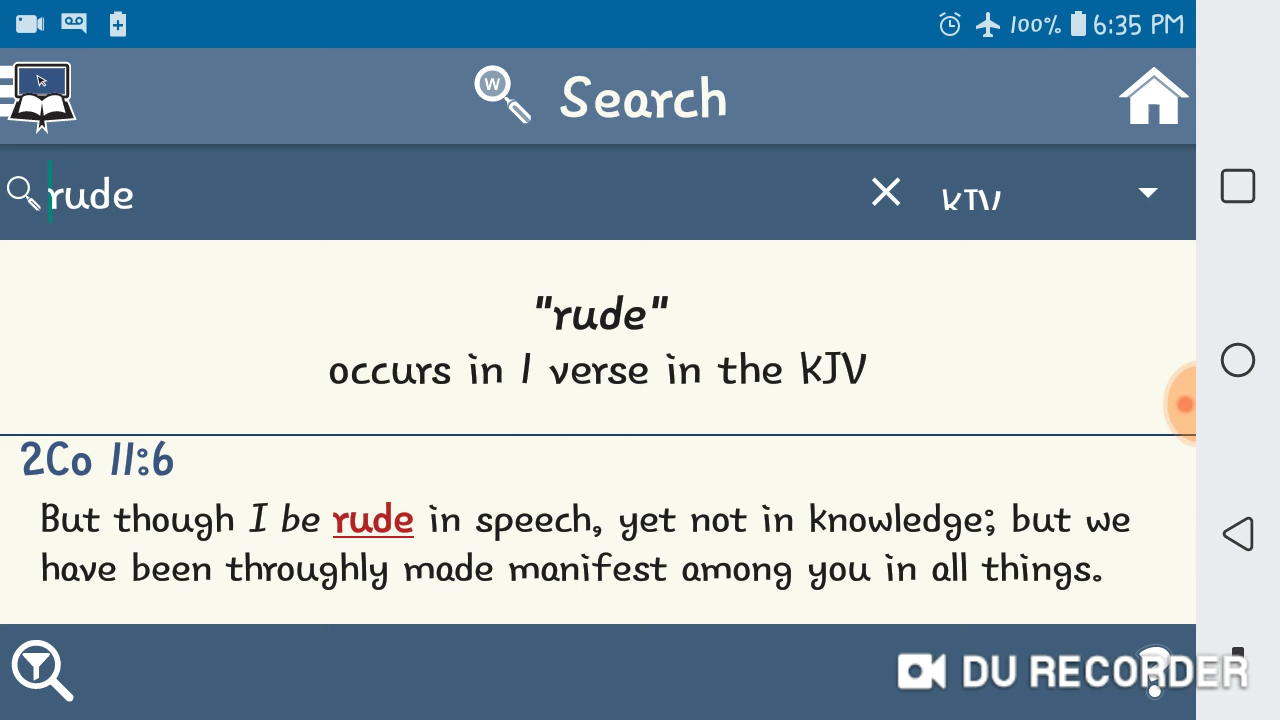 100% 6:35 PM
W Search
rude KJV
"rude"
occurs in 1 verse in the KJV
2Co 11:6
But though I be rude in speech, yet not in knowledge; but we
have been throughly made manifest among you in all things.
DU RECORDER